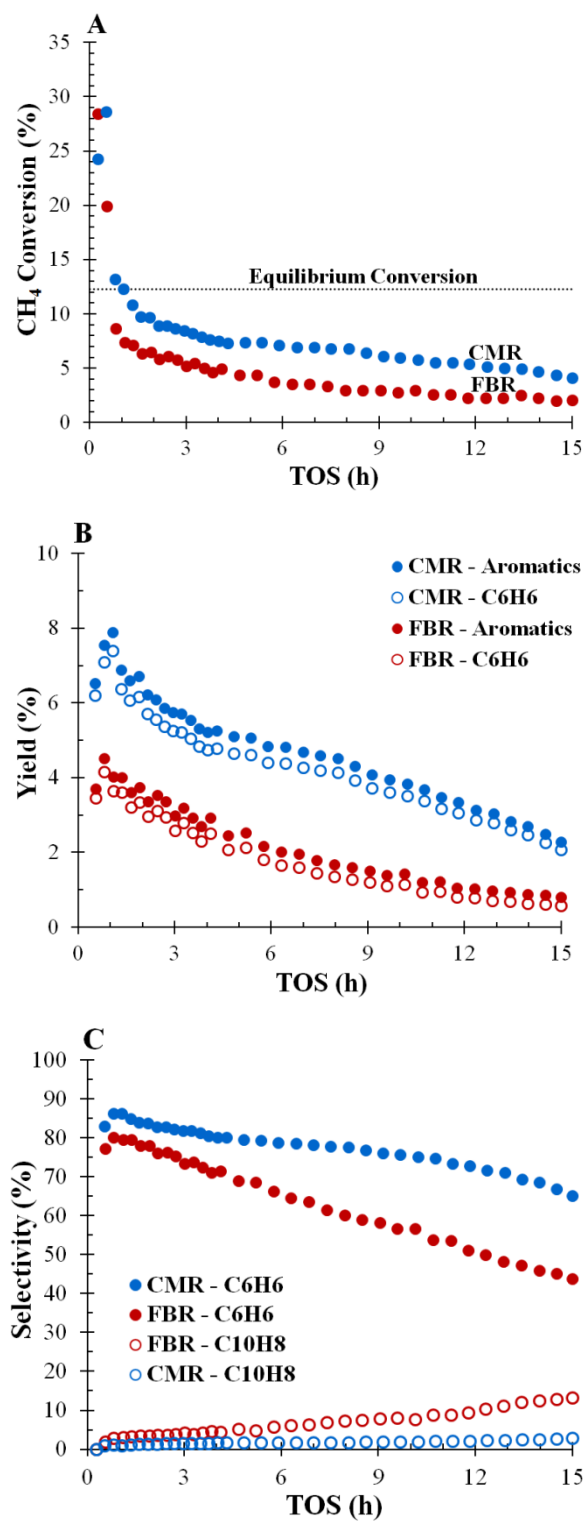 A
35
30
25
20
15
10
5
0
CH4 Conversion (%)
Equilibrium Conversion
CMR
FBR
0 3 6 9 12 15
TOS (h)
B
10
8
6
4
2
0
Yield (%)
CMR - Aromatics
CMR - C6H6
FBR - Aromatics
FBR - C6H6
0 3 6 9 12 15
TOS (h)
C
100
90
80
70
60
50
40
30
20
10
0
Selectivity (%)
CMR - C6H6
FBR - C6H6
FBR - C10H8
CMR - C10H8
0 3 6 9 12 15
TOS (h)